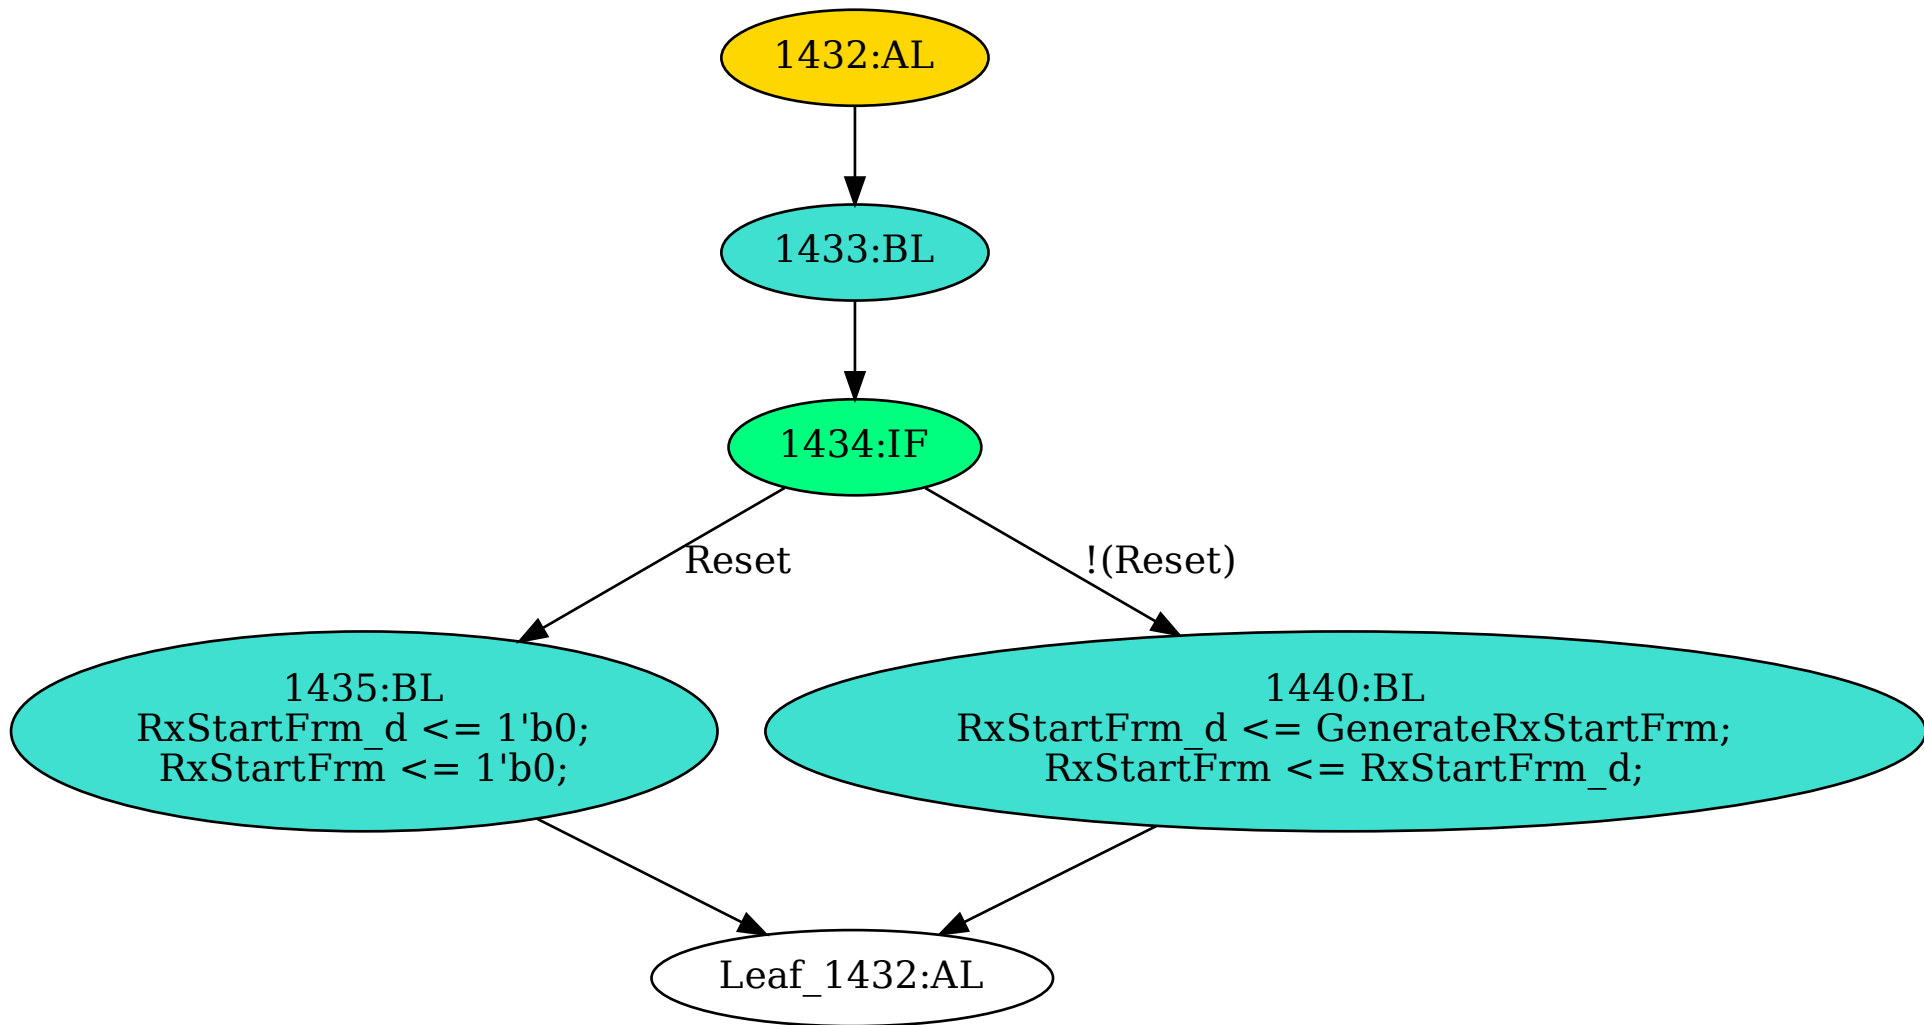 1432:AL
1433:BL
1434:IF
Reset
!(Reset)
1435:BL
RxStartFrm_d <= 1'b0;
RxStartFrm <= 1'b0;
1440:BL
RxStartFrm_d <= GenerateRxStartFrm;
RxStartFrm <= RxStartFrm_d;
Leaf_1432:AL